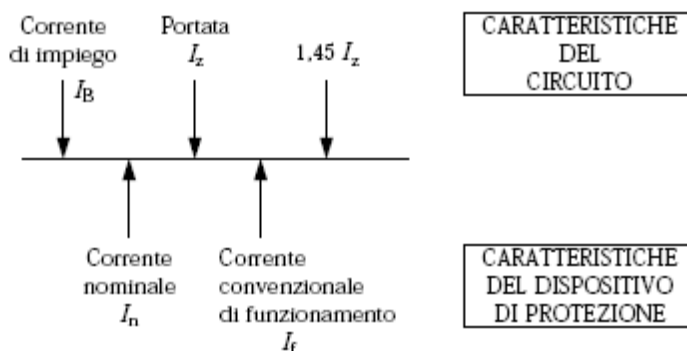 Corrente
di impiego
I_B
Portata
I_z
1,45 I_z
CARATTERISTICHE
DEL
CIRCUITO
Corrente
nominale
I_n
Corrente
convenzionale
di funzionamento
I_f
CARATTERISTICHE
DEL DISPOSITIVO
DI PROTEZIONE